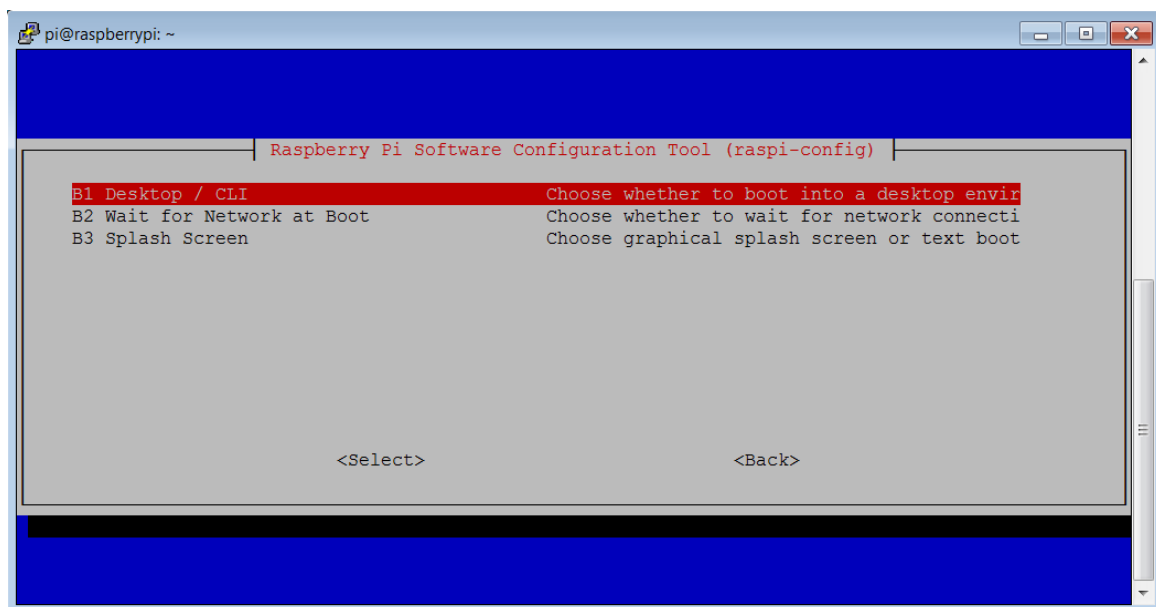 pi@raspberrypi: ~
Raspberry Pi Software Configuration Tool (raspi-config)
B1 Desktop / CLI Choose whether to boot into a desktop envir
B2 Wait for Network at Boot Choose whether to wait for network connecti
B3 Splash Screen Choose graphical splash screen or text boot
<Select> <Back>